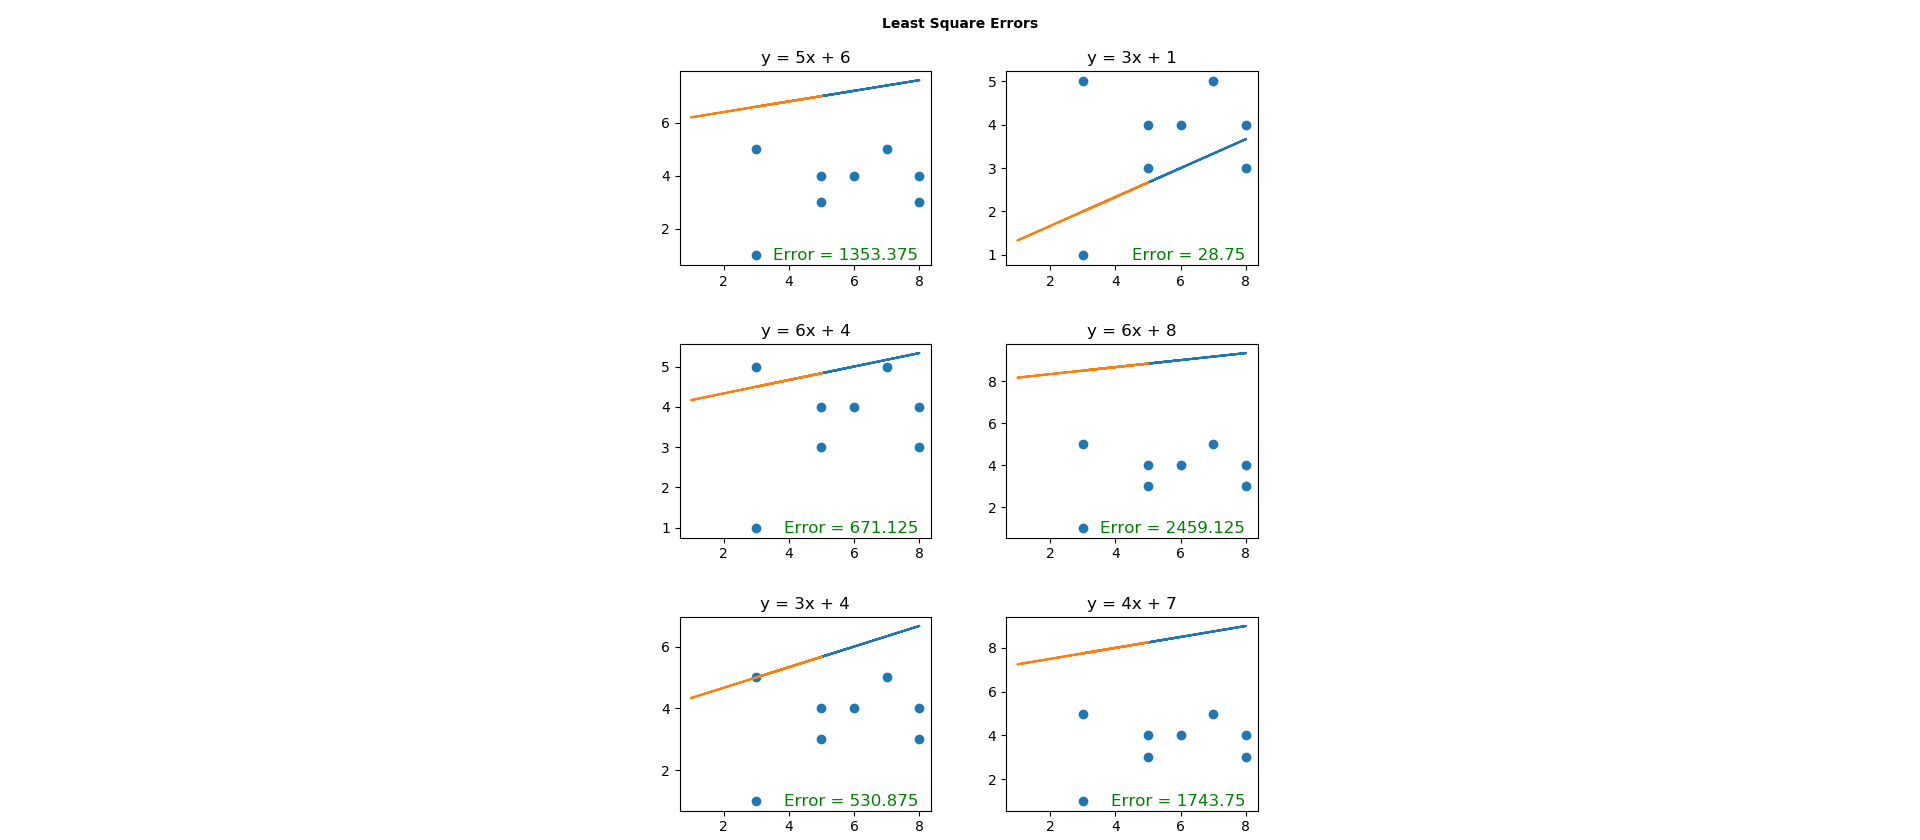 Least Square Errors
y = 5x + 6
6
4
2
Error = 1353.375
2 4 6 8
y = 3x + 1
5
4
3
2
1
Error = 28.75
2 4 6 8
y = 6x + 4
5
4
3
2
1
Error = 671.125
2 4 6 8
y = 6x + 8
8
6
4
2
Error = 2459.125
2 4 6 8
y = 3x + 4
6
4
2
Error = 530.875
2 4 6 8
y = 4x + 7
8
6
4
2
Error = 1743.75
2 4 6 8